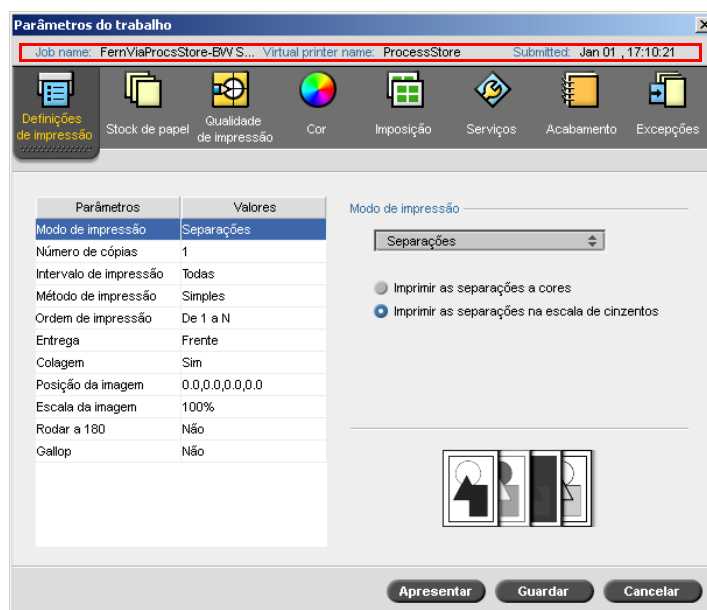 Parâmetros do trabalho
Job name: FernViaProcsStore-BW S... Virtual printer name: ProcessStore Submitted: Jan 01 , 17:10:21
Definições de impressão
Stock de papel
Qualidade de impressão
Cor
Imposição
Serviços
Acabamento
Excepções
Parâmetros Valores
Modo de impressão Separações
Número de cópias 1
Intervalo de impressão Todas
Método de impressão Simples
Ordem de impressão De 1 a N
Entrega Frente
Colagem Sim
Posição da imagem 0.0,0.0,0.0,0.0
Escala da imagem 100%
Rodar a 180 Não
Gallop Não
Modo de impressão
Separações
Imprimir as separações a cores
Imprimir as separações na escala de cinzentos
Apresentar Guardar Cancelar